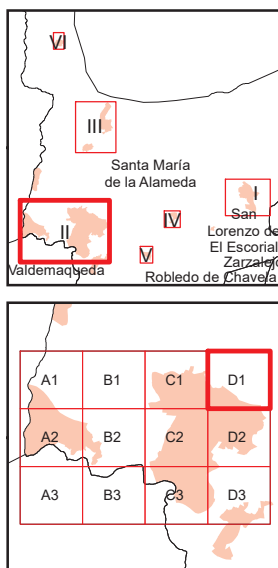 VI
III
Santa María
de la Alameda
I
IV
San
Lorenzo de
II
El Escorial
V
Zarzalejo
Valdemaqueda
Robledo de Chavela
A1 B1 C1 D1
A2 B2 C2 D2
A3 B3 C3 D3